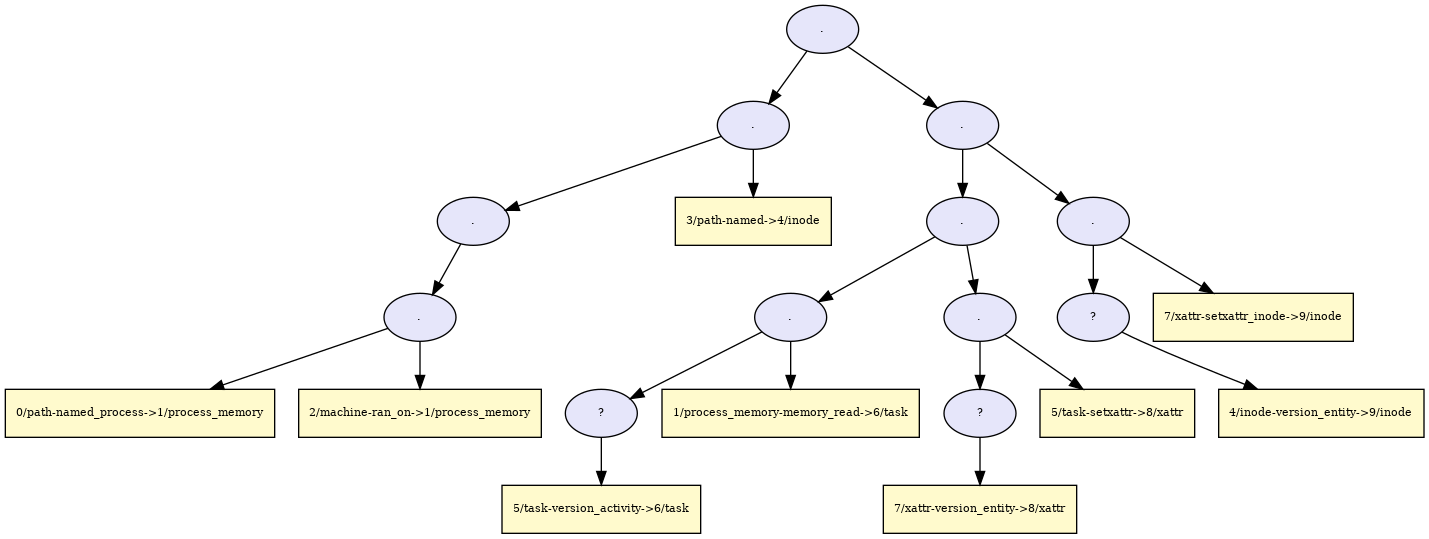 .
.
.
.
3/path-named->4/inode
.
.
.
.
.
?
7/xattr-setxattr_inode->9/inode
0/path-named_process->1/process_memory
2/machine-ran_on->1/process_memory
?
1/process_memory-memory_read->6/task
?
5/task-setxattr->8/xattr
4/inode-version_entity->9/inode
5/task-version_activity->6/task
7/xattr-version_entity->8/xattr